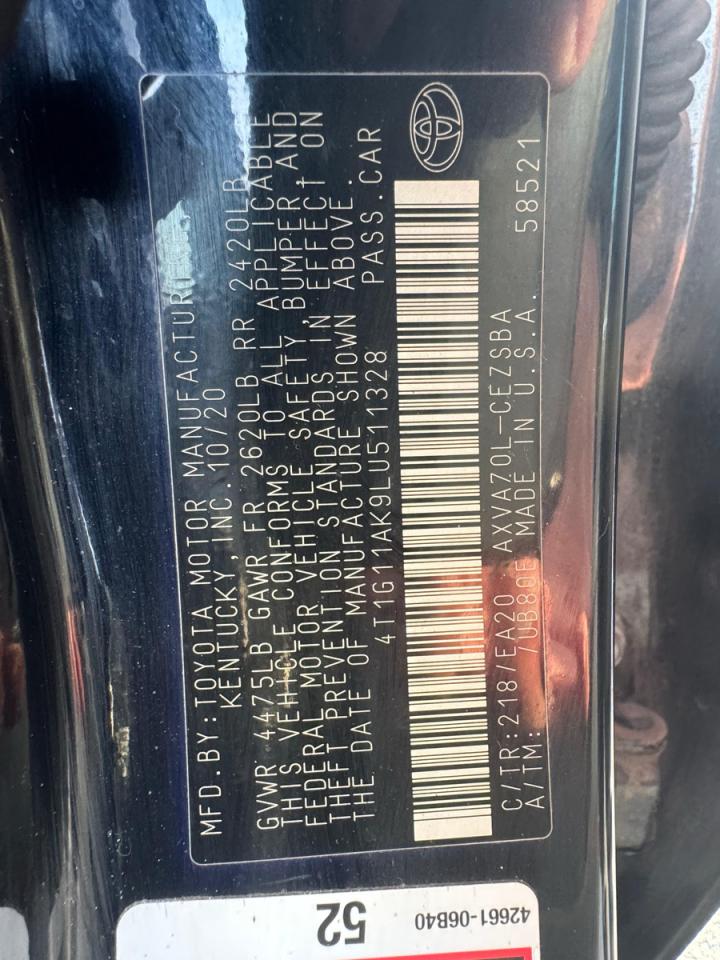 MFD.BY:TOYOTA MOTOR MANUFACTUR
KENTUCKY,INC.10/20
GVWR 4475LB GAWR FR 2620LB RR 2420LB
THIS VEHICLE CONFORMS TO ALL APPLICABLE
FEDERAL MOTOR VEHICLE SAFETY, BUMPER,AND
THEFT PREVENTION STANDARDS IN EFFECT ON
THE DATE OF MANUFACTURE SHOWN ABOVE.
4T1G11AK9LU511328 PASS.CAR
C/TR:218/EA20 AXVA70L-CEZSBA
A/TM: /UB80E MADE IN U.S.A. 58521
52
42661-06B40